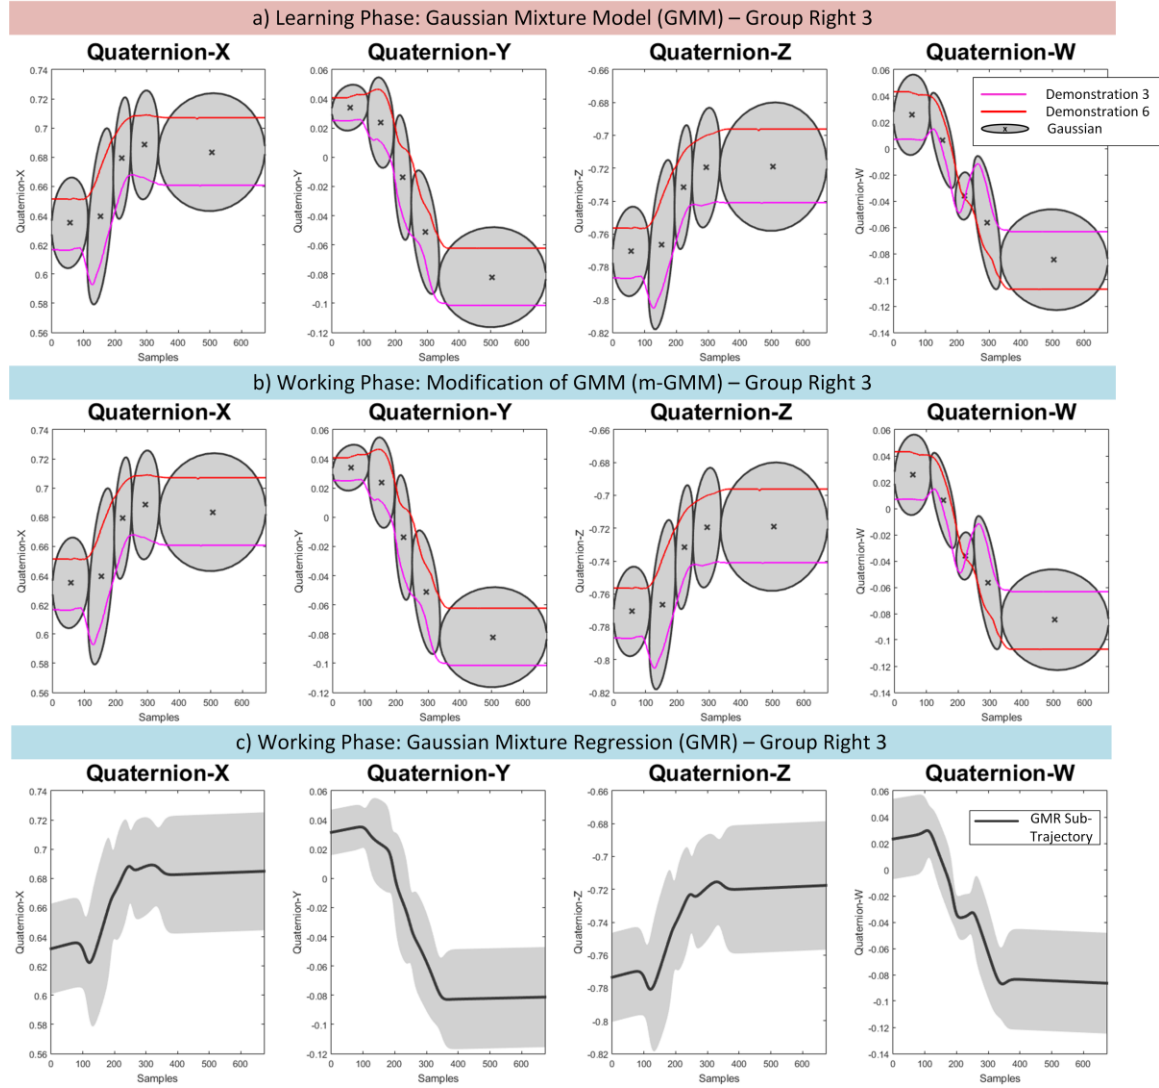 a) Learning Phase: Gaussian Mixture Model (GMM) – Group Right 3
Quaternion-X
Quaternion-Y
Quaternion-Z
Quaternion-W
0.74
0.72
0.7
0.68
0.66
0.64
0.62
0.6
0.58
0.56
Quaternion-X
0 100 200 300 400 500 600
Samples
0.06
0.04
0.02
0
-0.02
-0.04
-0.06
-0.08
-0.1
-0.12
Quaternion-Y
0 100 200 300 400 500 600
Samples
-0.66
-0.68
-0.7
-0.72
-0.74
-0.76
-0.78
-0.8
-0.82
Quaternion-Z
0 100 200 300 400 500 600
Samples
0.06
0.04
0.02
0
-0.02
-0.04
-0.06
-0.08
-0.1
-0.12
-0.14
Quaternion-W
0 100 200 300 400 500 600
Samples
Demonstration 3
Demonstration 6
Gaussian
b) Working Phase: Modification of GMM (m-GMM) – Group Right 3
Quaternion-X
Quaternion-Y
Quaternion-Z
Quaternion-W
0.74
0.72
0.7
0.68
0.66
0.64
0.62
0.6
0.58
0.56
Quaternion-X
0 100 200 300 400 500 600
Samples
0.06
0.04
0.02
0
-0.02
-0.04
-0.06
-0.08
-0.1
-0.12
Quaternion-Y
0 100 200 300 400 500 600
Samples
-0.66
-0.68
-0.7
-0.72
-0.74
-0.76
-0.78
-0.8
-0.82
Quaternion-Z
0 100 200 300 400 500 600
Samples
0.06
0.04
0.02
0
-0.02
-0.04
-0.06
-0.08
-0.1
-0.12
-0.14
Quaternion-W
0 100 200 300 400 500 600
Samples
c) Working Phase: Gaussian Mixture Regression (GMR) – Group Right 3
Quaternion-X
Quaternion-Y
Quaternion-Z
Quaternion-W
0.74
0.72
0.7
0.68
0.66
0.64
0.62
0.6
0.58
0.56
Quaternion-X
0 100 200 300 400 500 600
Samples
0.06
0.04
0.02
0
-0.02
-0.04
-0.06
-0.08
-0.1
-0.12
Quaternion-Y
0 100 200 300 400 500 600
Samples
-0.66
-0.68
-0.7
-0.72
-0.74
-0.76
-0.78
-0.8
-0.82
Quaternion-Z
0 100 200 300 400 500 600
Samples
0.06
0.04
0.02
0
-0.02
-0.04
-0.06
-0.08
-0.1
-0.12
-0.14
Quaternion-W
0 100 200 300 400 500 600
Samples
GMR Sub-
Trajectory